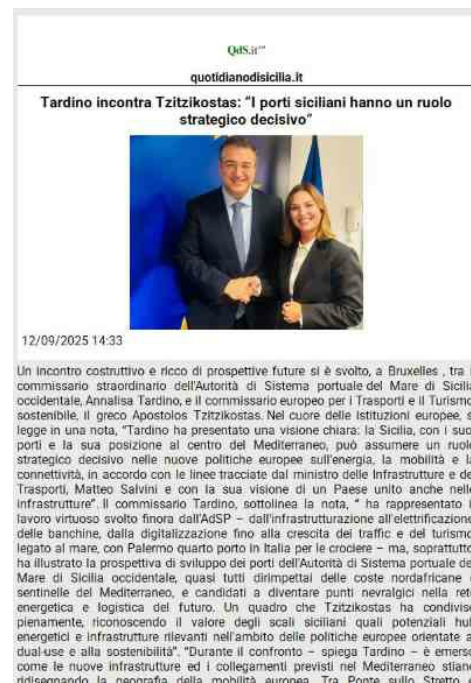 QdS.it
quotidianodisicilia.it
Tardino incontra Tzitzikostas: “I porti siciliani hanno un ruolo
strategico decisivo”
12/09/2025 14:33
Un incontro costruttivo e ricco di prospettive future si è svolto, a Bruxelles , tra
commissario straordinario dell'Autorità di Sistema portuale del Mare di Sicilia
occidentale, Annalisa Tardino, e il commissario europeo per i Trasporti e il Turismo
sostenibile, il greco Apostolos Tzitzikostas. Nel cuore delle istituzioni europee, s
legge in una nota, “Tardino ha presentato una visione chiara: la Sicilia, con i suoi
porti e la sua posizione al centro del Mediterraneo, può assumere un ruolo
strategico decisivo nelle nuove politiche europee sull'energia, la mobilità e la
connettività, in accordo con le linee tracciate dal ministro delle Infrastrutture e dei
Trasporti, Matteo Salvini e con la sua visione di un Paese unito anche nelle
infrastrutture”. Il commissario Tardino, sottolinea la nota, “ ha rappresentato i
lavoro virtuoso svolto finora dall'AdSP – dall'infrastrutturazione all'elettrificazione
delle banchine, dalla digitalizzazione fino alla crescita dei traffici e del turismo
legato al mare, con Palermo quarto porto in Italia per le crociere – ma, soprattutto
ha illustrato la prospettiva di sviluppo dei porti dell'Autorità di Sistema portuale del
Mare di Sicilia occidentale, quasi tutti dirimpettai delle coste nordafricane e
sentinelle del Mediterraneo, e candidati a diventare punti nevralgici nella rete
energetica e logistica del futuro. Un quadro che Tzitzikostas ha condiviso
pienamente, riconoscendo il valore degli scali siciliani quali potenziali hub
energetici e infrastrutture rilevanti nell'ambito delle politiche europee orientate al
dual-use e alla sostenibilità”. “Durante il confronto – spiega Tardino – è emerso
come le nuove infrastrutture ed i collegamenti previsti nel Mediterraneo stiano
ridisegnando la geografia della mobilità europea. Tra Ponte sullo Stretto